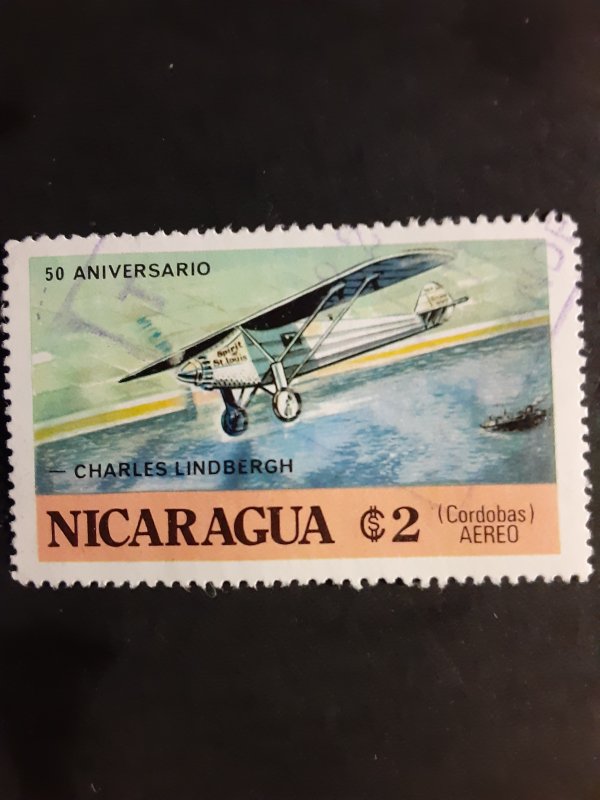 50 ANIVERSARIO
Spirit
of
St. Louis
— CHARLES LINDBERGH
NICARAGUA ₡$2 (Cordobas)
AEREO